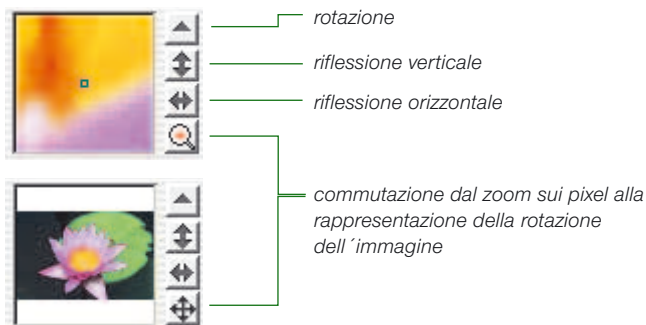 rotazione
riflessione verticale
riflessione orizzontale
commutazione dal zoom sui pixel alla
rappresentazione della rotazione
dell´immagine